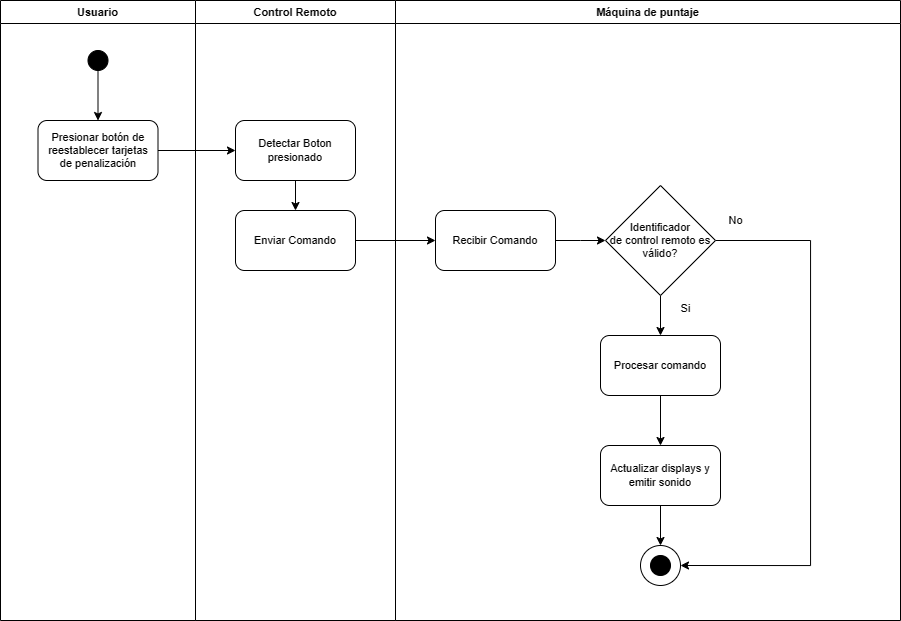 Usuario
Control Remoto
Máquina de puntaje
Presionar botón de
reestablecer tarjetas
de penalización
Detectar Boton
presionado
Enviar Comando
Recibir Comando
Identificador
de control remoto es
válido?
No
Si
Procesar comando
Actualizar displays y
emitir sonido